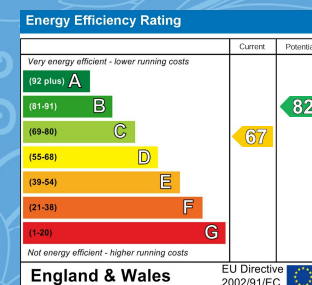 Energy Efficiency Rating
Current Potentia
Very energy efficient - lower running costs
(92 plus) A
(81-91) B 82
(69-80) C 67
(55-68) D
(39-54) E
(21-38) F
(1-20) G
Not energy efficient - higher running costs
England & Wales EU Directive
2002/91/EC